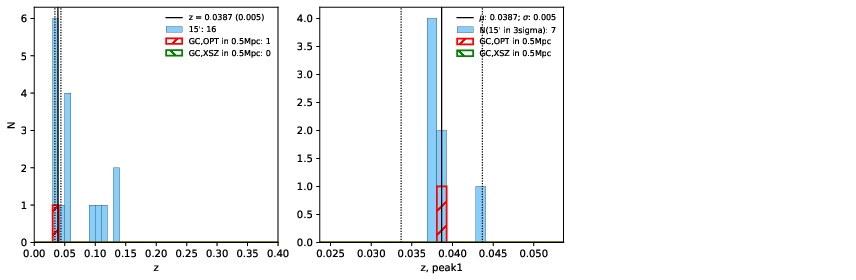 z = 0.0387 (0.005)
15': 16
GC,OPT in 0.5Mpc: 1
GC,XSZ in 0.5Mpc: 0
N
6
5
4
3
2
1
0
0.00 0.05 0.10 0.15 0.20 0.25 0.30 0.35 0.40
z
μ: 0.0387; σ: 0.005
N(15' in 3sigma): 7
GC,OPT in 0.5Mpc
GC,XSZ in 0.5Mpc
4.0
3.5
3.0
2.5
2.0
1.5
1.0
0.5
0.0
0.025 0.030 0.035 0.040 0.045 0.050
z, peak1